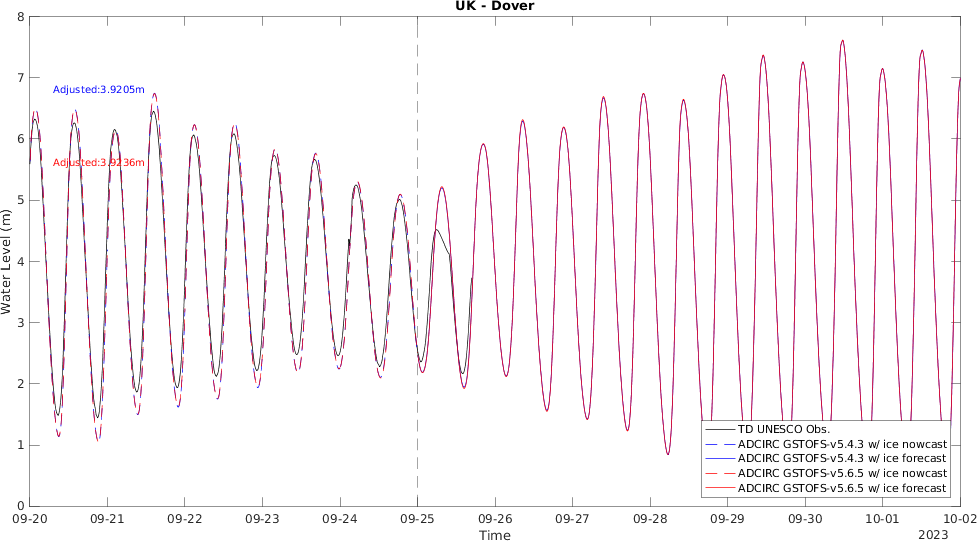 UK - Dover
8
7
6
5
4
3
2
1
0
Water Level (m)
Adjusted:3.9205m
Adjusted:3.9236m
TD UNESCO Obs.
ADCIRC GSTOFS-v5.4.3 w/ ice nowcast
ADCIRC GSTOFS-v5.4.3 w/ ice forecast
ADCIRC GSTOFS-v5.6.5 w/ ice nowcast
ADCIRC GSTOFS-v5.6.5 w/ ice forecast
09-20 09-21 09-22 09-23 09-24 09-25 09-26 09-27 09-28 09-29 09-30 10-01 10-02
Time
2023